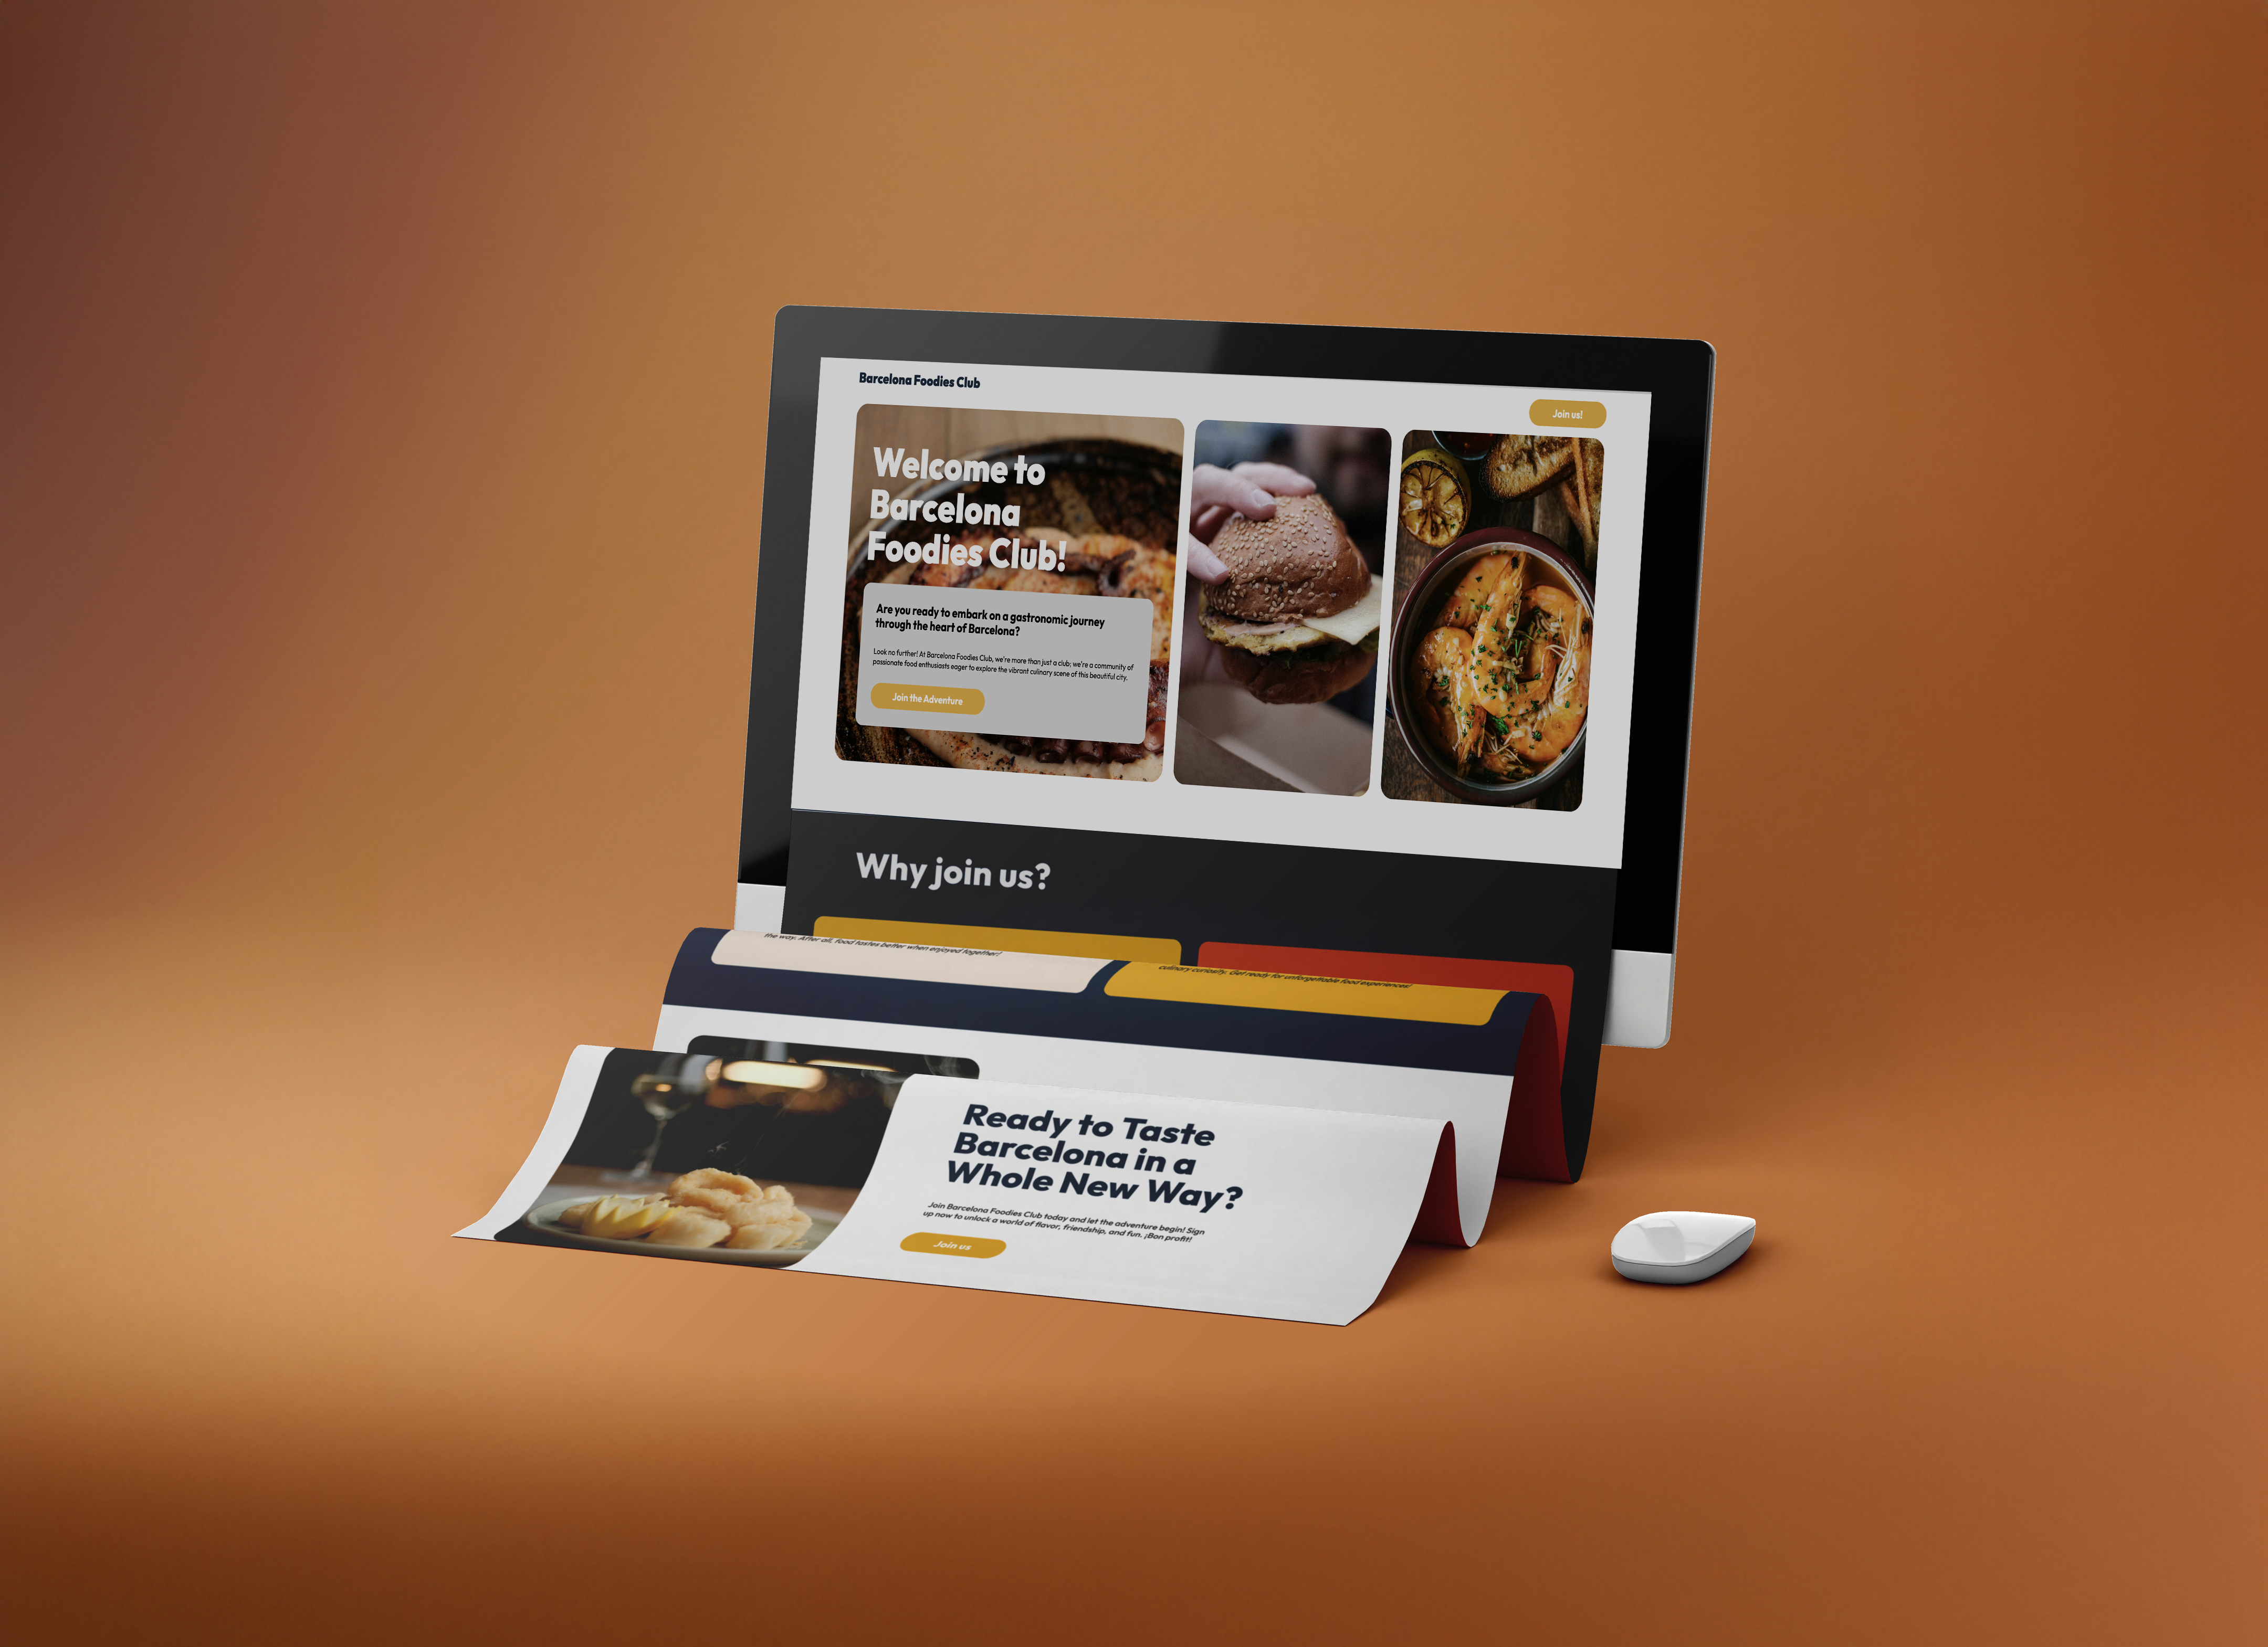 Barcelona Foodies Club
Join us!
Welcome to
Barcelona
Foodies Club!
Are you ready to embark on a gastronomic journey
through the heart of Barcelona?
Look no further! At Barcelona Foodies Club, we're more than just a club; we're a community of
passionate food enthusiasts eager to explore the vibrant culinary scene of this beautiful city.
Join the Adventure
Why join us?
the way. After all, food tastes better when enjoyed together!
culinary curiosity. Get ready for unforgettable food experiences!
Ready to Taste
Barcelona in a
Whole New Way?
Join Barcelona Foodies Club today and let the adventure begin! Sign
up now to unlock a world of flavor, friendship, and fun. ¡Bon profit!
Join us